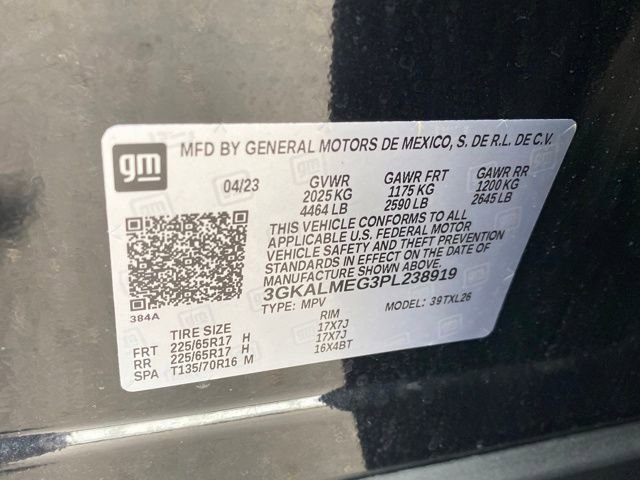 gm
MFD BY GENERAL MOTORS DE MEXICO, S. DE R.L. DE C.V.
04/23 GVWR GAWR FRT GAWR RR
2025 KG 1175 KG 1200 KG
4464 LB 2590 LB 2645 LB
THIS VEHICLE CONFORMS TO ALL
APPLICABLE U.S. FEDERAL MOTOR
VEHICLE SAFETY AND THEFT PREVENTION
STANDARDS IN EFFECT ON THE DATE OF
MANUFACTURE SHOWN ABOVE.
3GKALMEG3PL238919
TYPE: MPV MODEL: 39TXL26
384A
TIRE SIZE RIM
FRT 225/65R17 H 17X7J
RR 225/65R17 H 17X7J
SPA T135/70R16 M 16X4BT